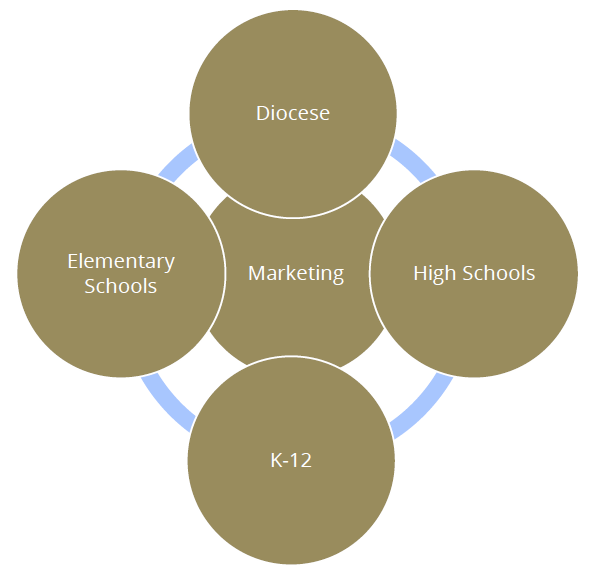 Diocese
Elementary
Schools
Marketing
High Schools
K-12